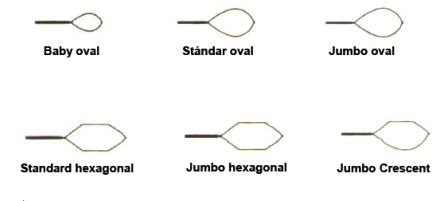 Baby oval
Stándar oval
Jumbo oval
Standard hexagonal
Jumbo hexagonal
Jumbo Crescent